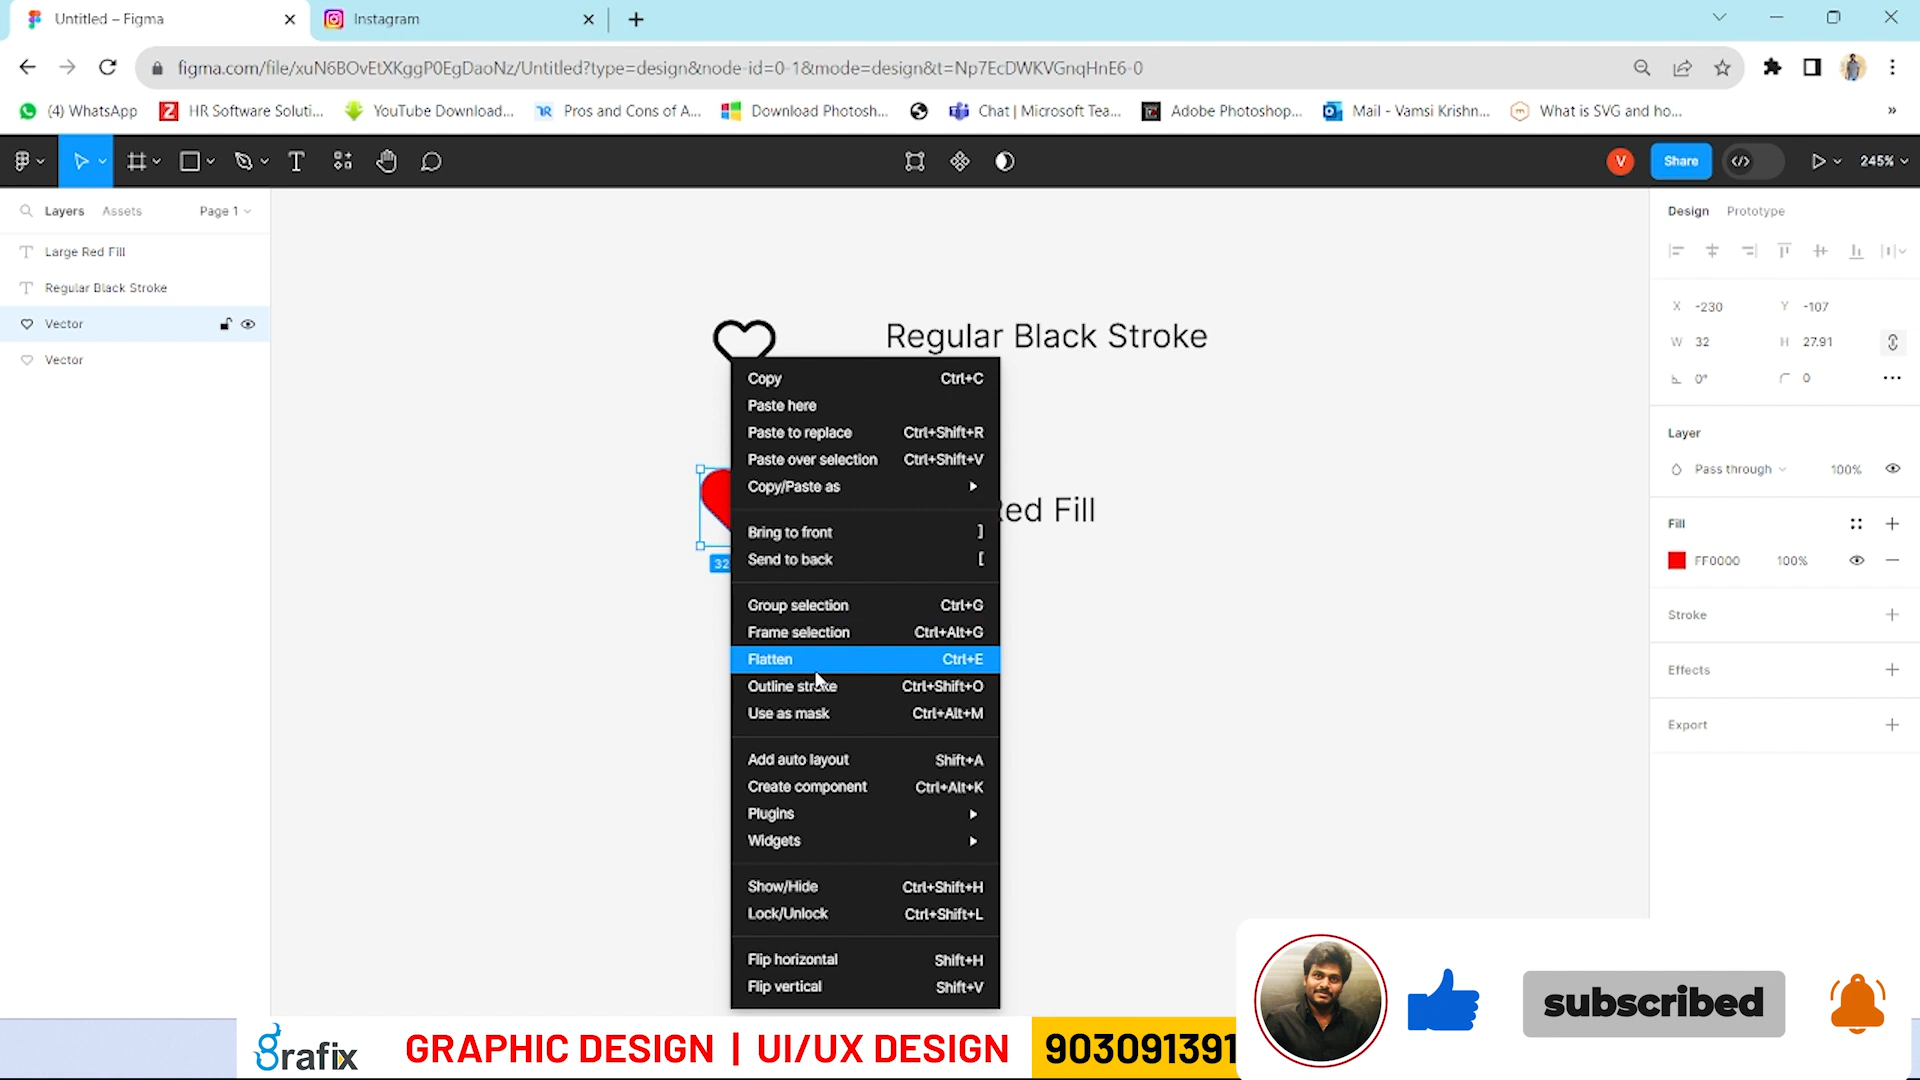 Untitled – Figma
Instagram
figma.com/file/xuN6BOvEtXKggP0EgDaoNz/Untitled?type=design&node-id=0-1&mode=design&t=Np7EcDWKVGnqHnE6-0
(4) WhatsApp
HR Software Soluti...
YouTube Download...
Pros and Cons of A...
Download Photosh...
Chat | Microsoft Tea...
Adobe Photoshop...
Mail - Vamsi Krishn...
What is SVG and ho...
V
Share
245%
Layers
Assets
Page 1
Large Red Fill
Regular Black Stroke
Vector
Vector
Regular Black Stroke
Red Fill
32
Copy Ctrl+C
Paste here
Paste to replace Ctrl+Shift+R
Paste over selection Ctrl+Shift+V
Copy/Paste as
Bring to front ]
Send to back [
Group selection Ctrl+G
Frame selection Ctrl+Alt+G
Flatten Ctrl+E
Outline stroke Ctrl+Shift+O
Use as mask Ctrl+Alt+M
Add auto layout Shift+A
Create component Ctrl+Alt+K
Plugins
Widgets
Show/Hide Ctrl+Shift+H
Lock/Unlock Ctrl+Shift+L
Flip horizontal Shift+H
Flip vertical Shift+V
Design
Prototype
X -230 Y -107
W 32 H 27.91
0° 0
Layer
Pass through 100%
Fill
FF0000 100%
Stroke
Effects
Export
Grafix
GRAPHIC DESIGN | UI/UX DESIGN
903091391
subscribed